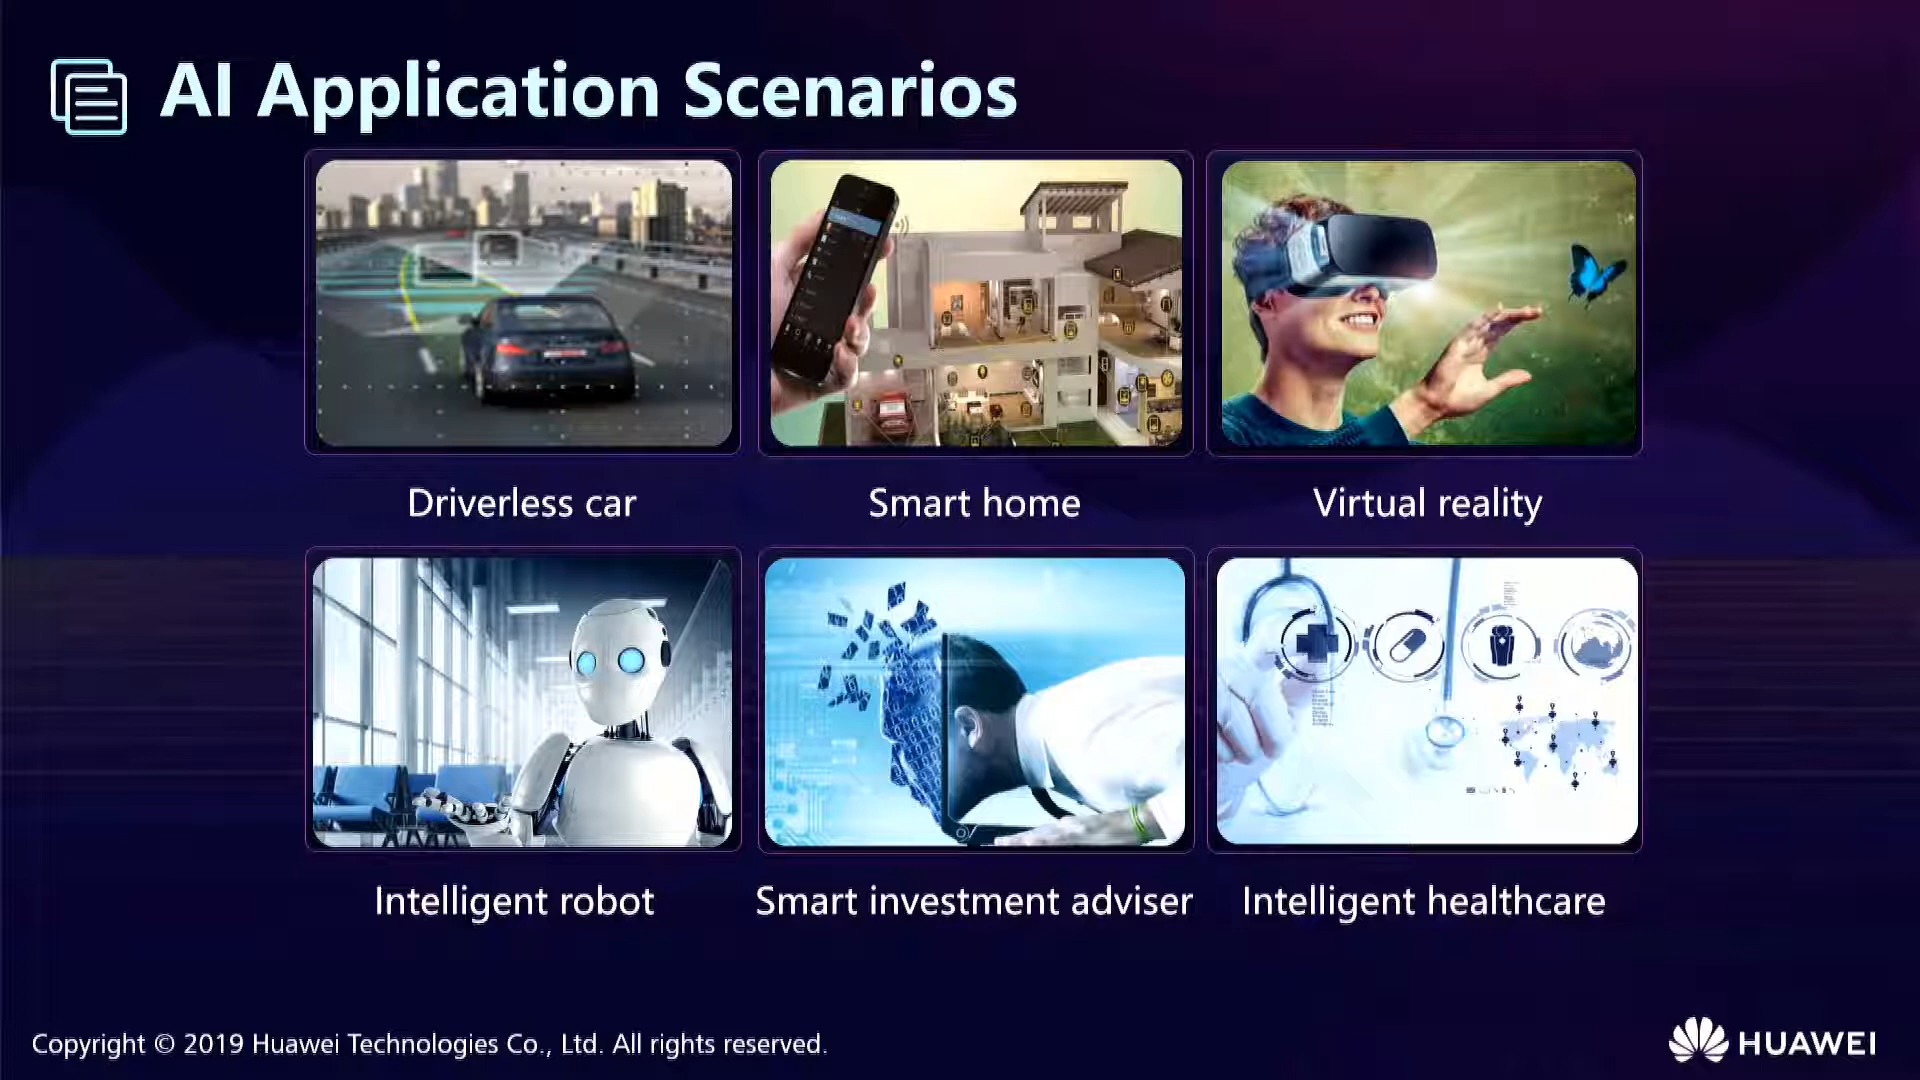 AI Application Scenarios
Driverless car
Smart home
Virtual reality
Intelligent robot
Smart investment adviser
Intelligent healthcare
Copyright © 2019 Huawei Technologies Co., Ltd. All rights reserved.
HUAWEI